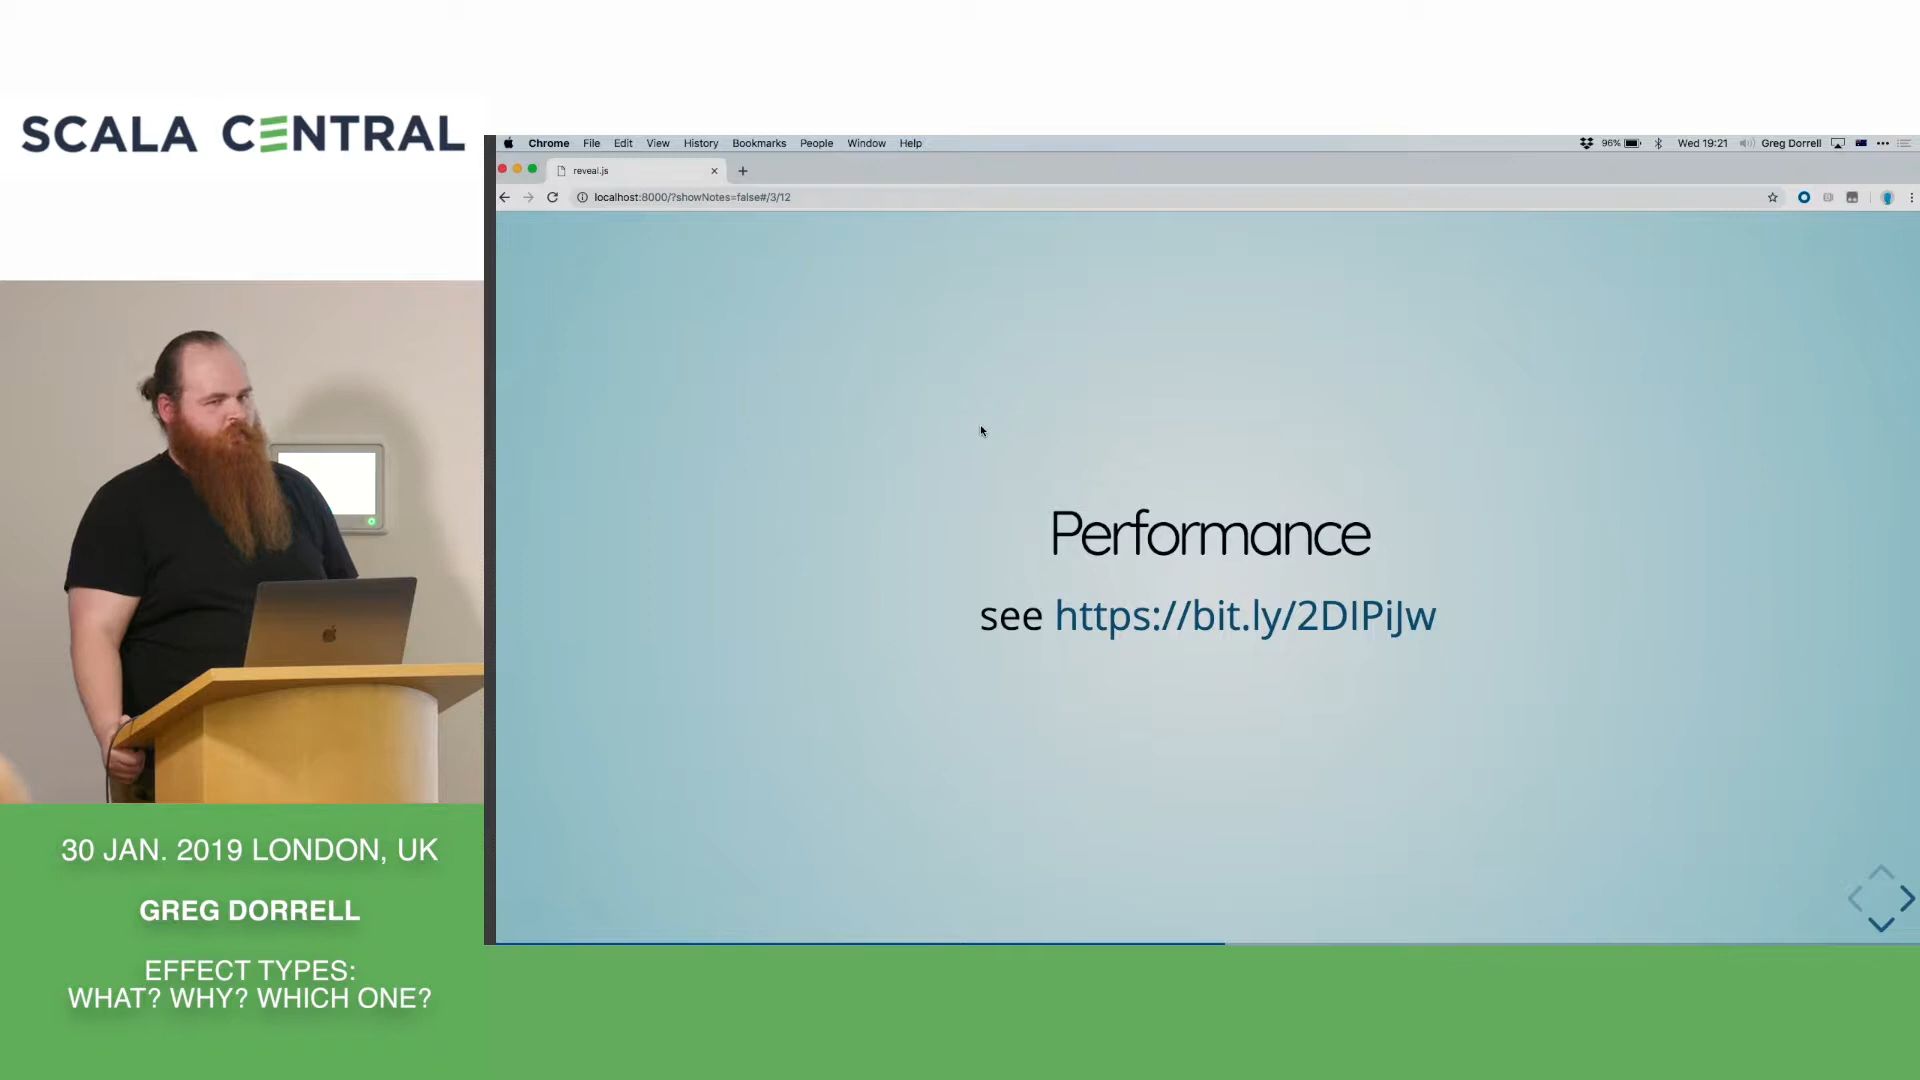 SCALA CENTRAL
Chrome File Edit View History Bookmarks People Window Help
96% Wed 19:21 Greg Dorrell
reveal.js
localhost:8000/?showNotes=false#/3/12
Performance
see https://bit.ly/2DIPiJw
30 JAN. 2019 LONDON, UK
GREG DORRELL
EFFECT TYPES:
WHAT? WHY? WHICH ONE?